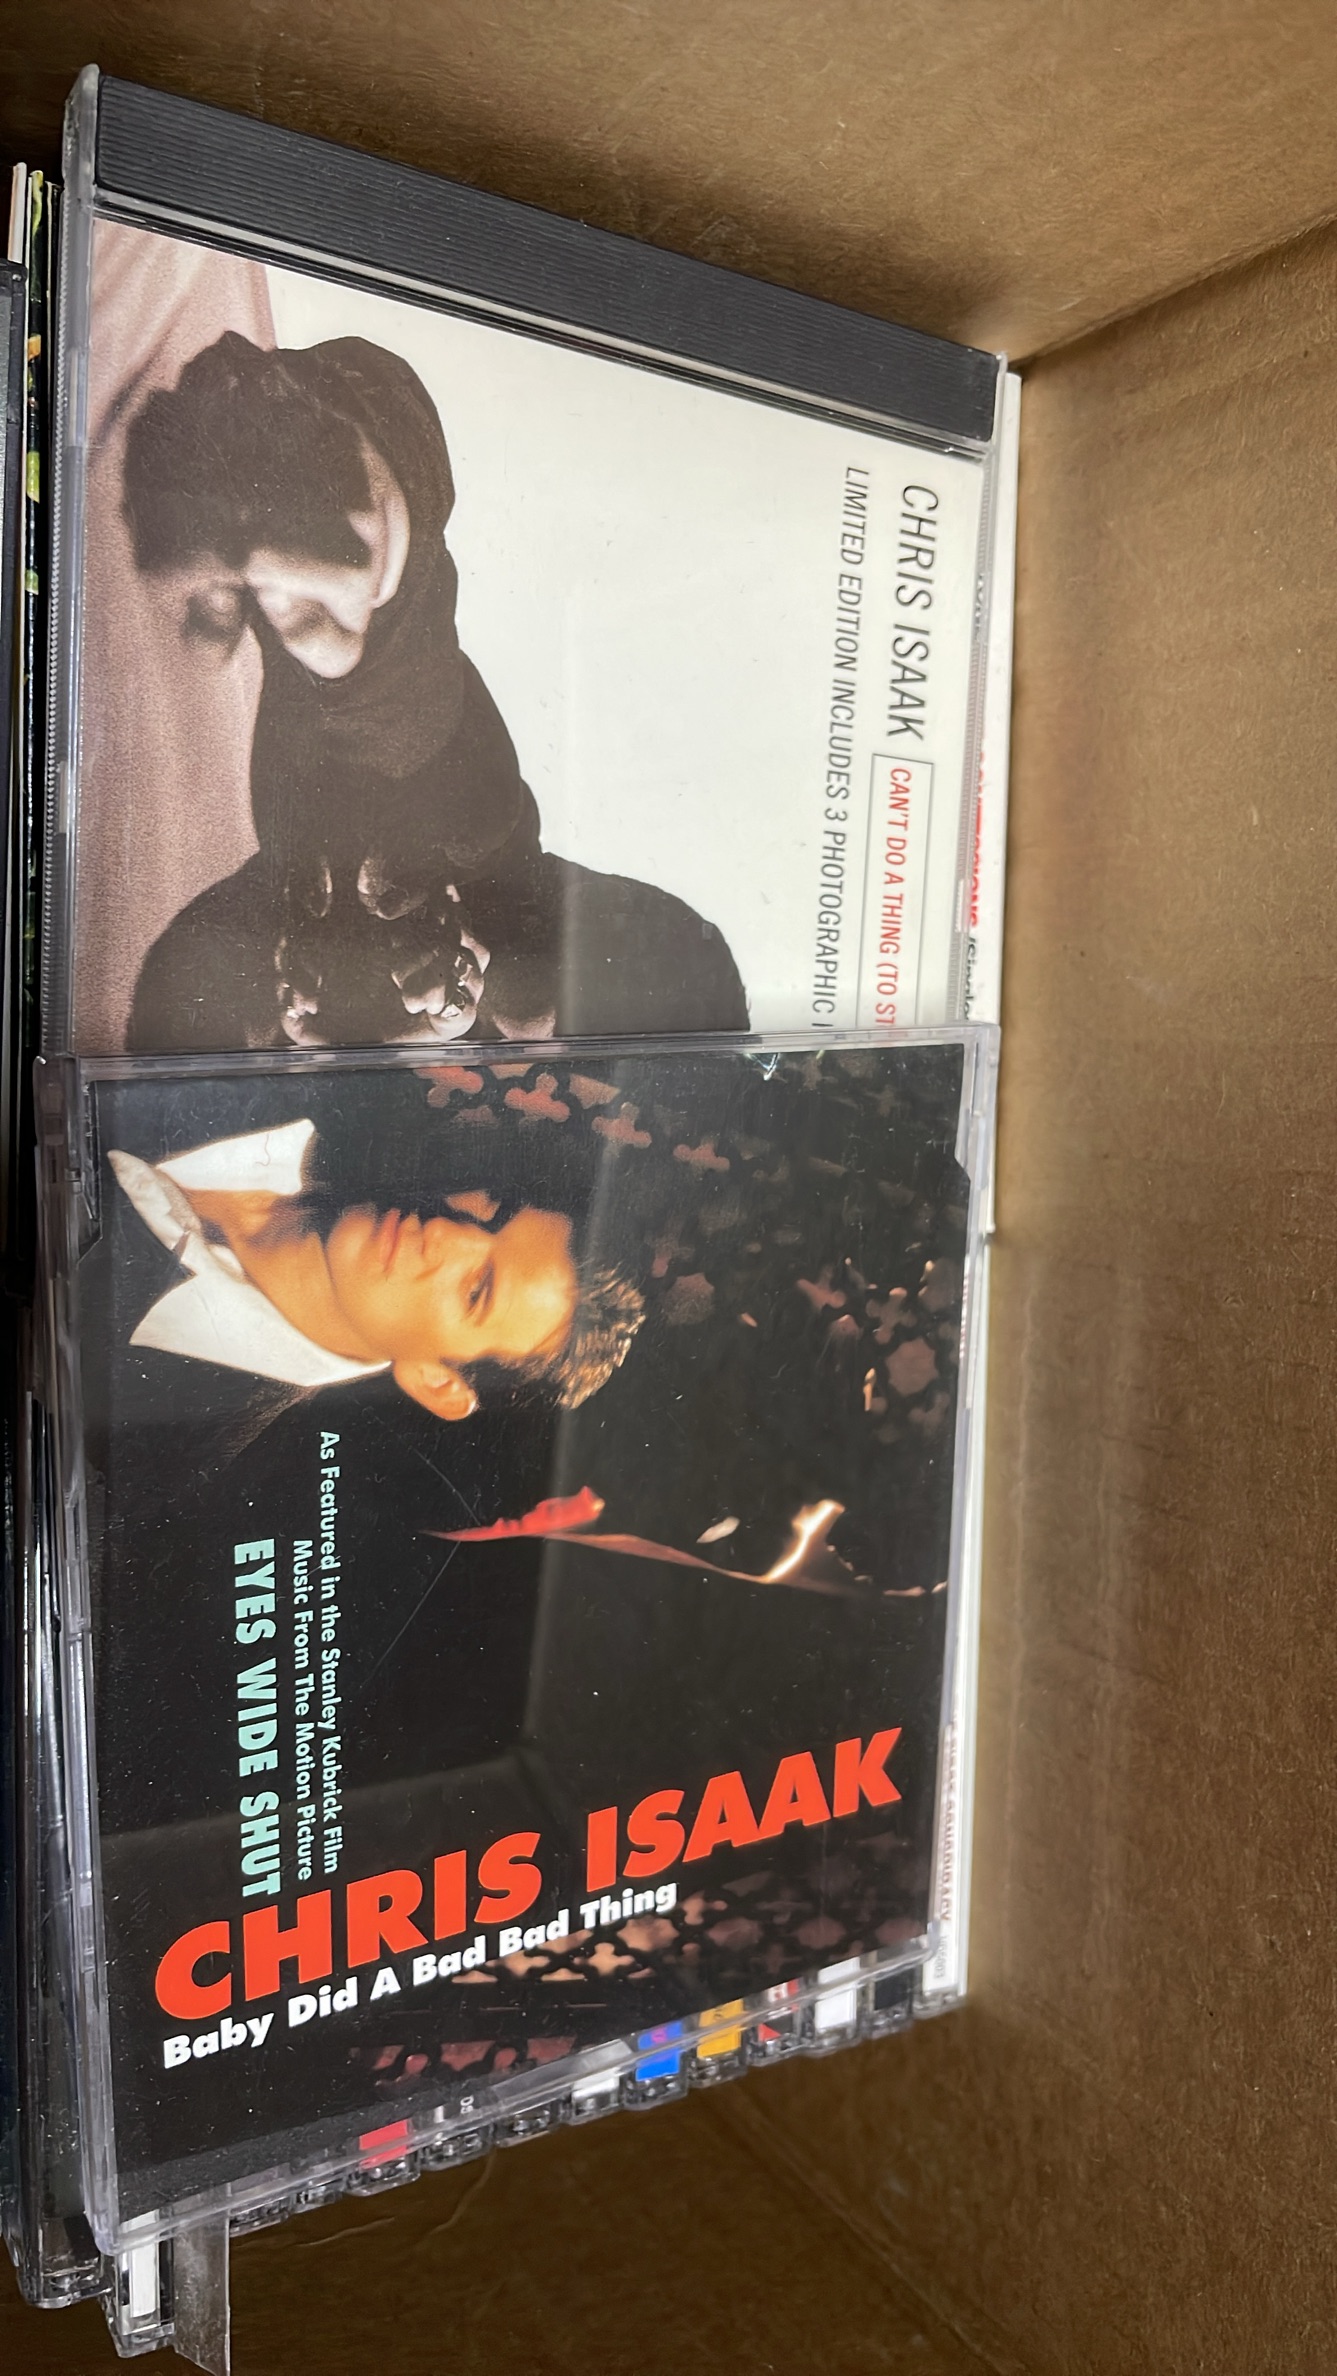 CHRIS ISAAK CAN'T DO A THING (TO ST
LIMITED EDITION INCLUDES 3 PHOTOGRAPHIC
As Featured in the Stanley Kubrick Film
Music From The Motion Picture
EYES WIDE SHUT
CHRIS ISAAK
Baby Did A Bad Bad Thing